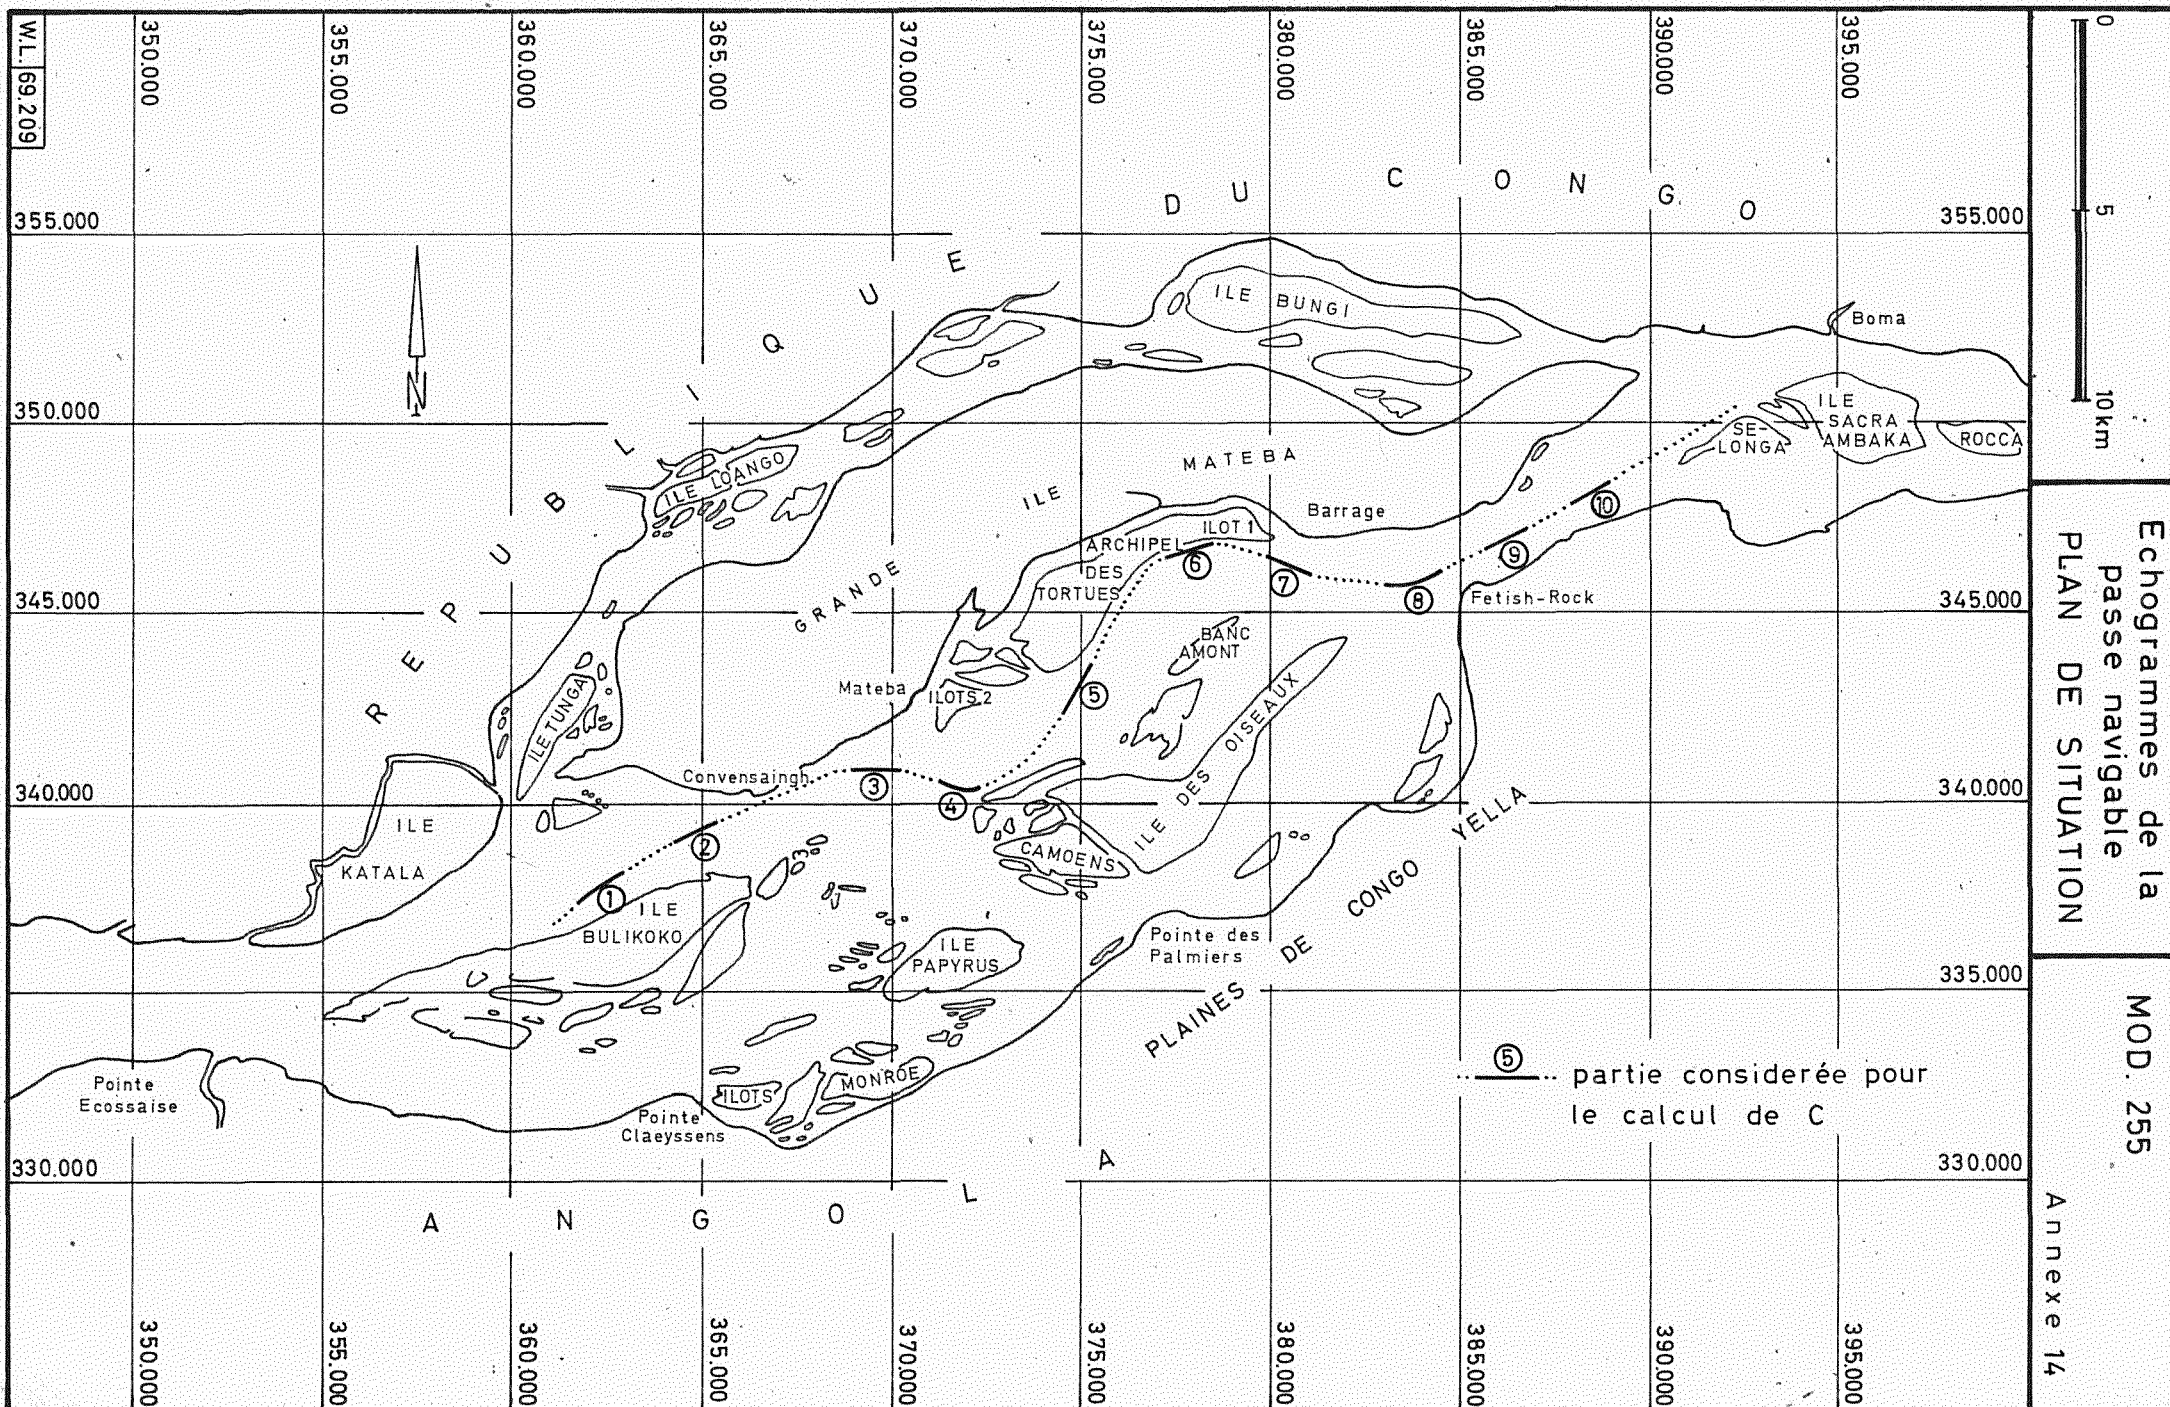 W.L. 69.209
350.000
355.000
360.000
365.000
370.000
375.000
380.000
385.000
390.000
395.000
0
5
10 km
Echogrammes de la
passe navigable
PLAN DE SITUATION
MOD. 255
Annexe 14
REPUBLIQUE DU CONGO
355.000
355.000
350.000
345.000
345.000
340.000
340.000
335.000
330.000
330.000
N
ILE BUNGI
Boma
ILE
SACRA
AMBAKA
SE-
LONGA
ROCCA
ILE LOANGO
GRANDE ILE MATEBA
Barrage
ILOT 1
ARCHIPEL
DES
TORTUES
10
9
6
7
8
Fetish-Rock
BANC
AMONT
Mateba
ILOTS 2
5
ILE TUNGA
ILE DES OISEAUX
Convensaingh
3
4
2
1
ILE
KATALA
CAMOENS
ILE
BULIKOKO
ILE
PAPYRUS
Pointe des
Palmiers
PLAINES DE CONGO YELLA
Pointe
Ecossaise
ILOTS
MONROE
Pointe
Claeyssens
ANGOLA
5
partie considerée pour
le calcul de C
350.000
355.000
360.000
365.000
370.000
375.000
380.000
385.000
390.000
395.000